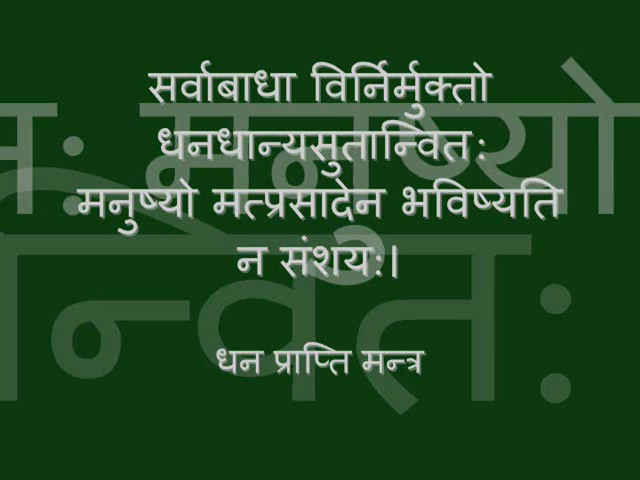 सर्वाबाधा विर्निर्मुक्तो
धनधान्यसुतान्वितः
मनुष्यो मत्प्रसादेन भविष्यति
न संशयः।
धन प्राप्ति मन्त्र